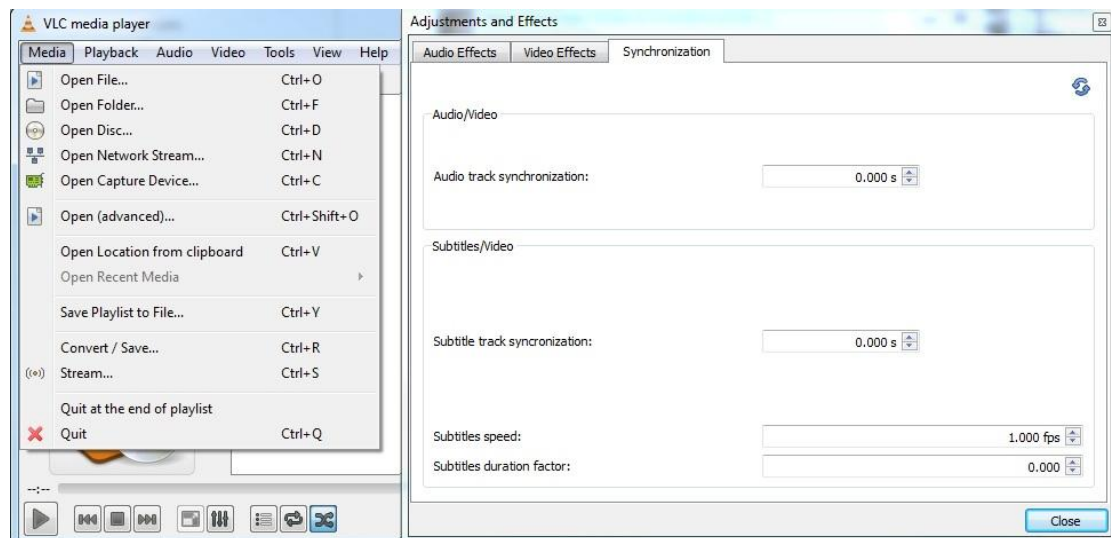 VLC media player
Media Playback Audio Video Tools View Help
Open File... Ctrl+O
Open Folder... Ctrl+F
Open Disc... Ctrl+D
Open Network Stream... Ctrl+N
Open Capture Device... Ctrl+C
Open (advanced)... Ctrl+Shift+O
Open Location from clipboard Ctrl+V
Open Recent Media
Save Playlist to File... Ctrl+Y
Convert / Save... Ctrl+R
Stream... Ctrl+S
Quit at the end of playlist
Quit Ctrl+Q
--:--
Adjustments and Effects
Audio Effects Video Effects Synchronization
Audio/Video
Audio track synchronization: 0.000 s
Subtitles/Video
Subtitle track syncronization: 0.000 s
Subtitles speed: 1.000 fps
Subtitles duration factor: 0.000
Close